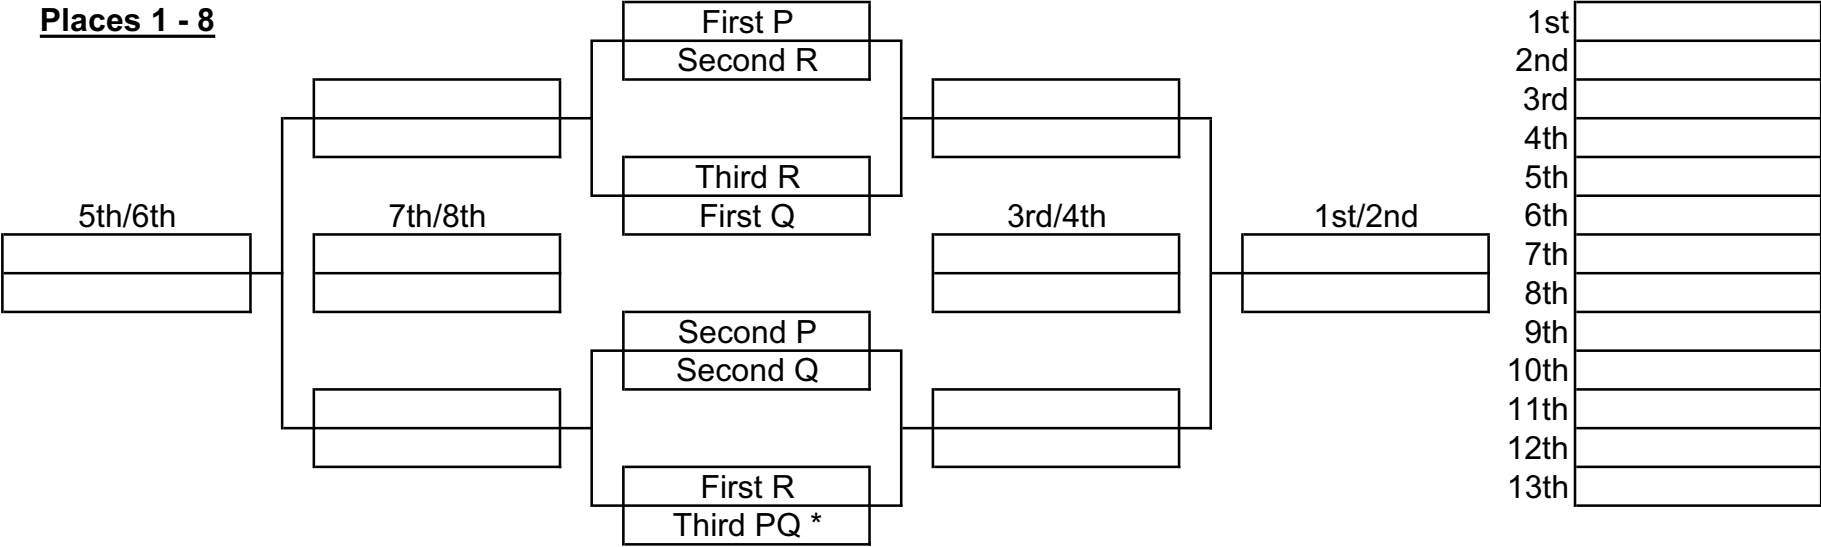 Places 1 - 8
First P
Second R
Third R
First Q
5th/6th
7th/8th
3rd/4th
1st/2nd
Second P
Second Q
First R
Third PQ *
1st
2nd
3rd
4th
5th
6th
7th
8th
9th
10th
11th
12th
13th